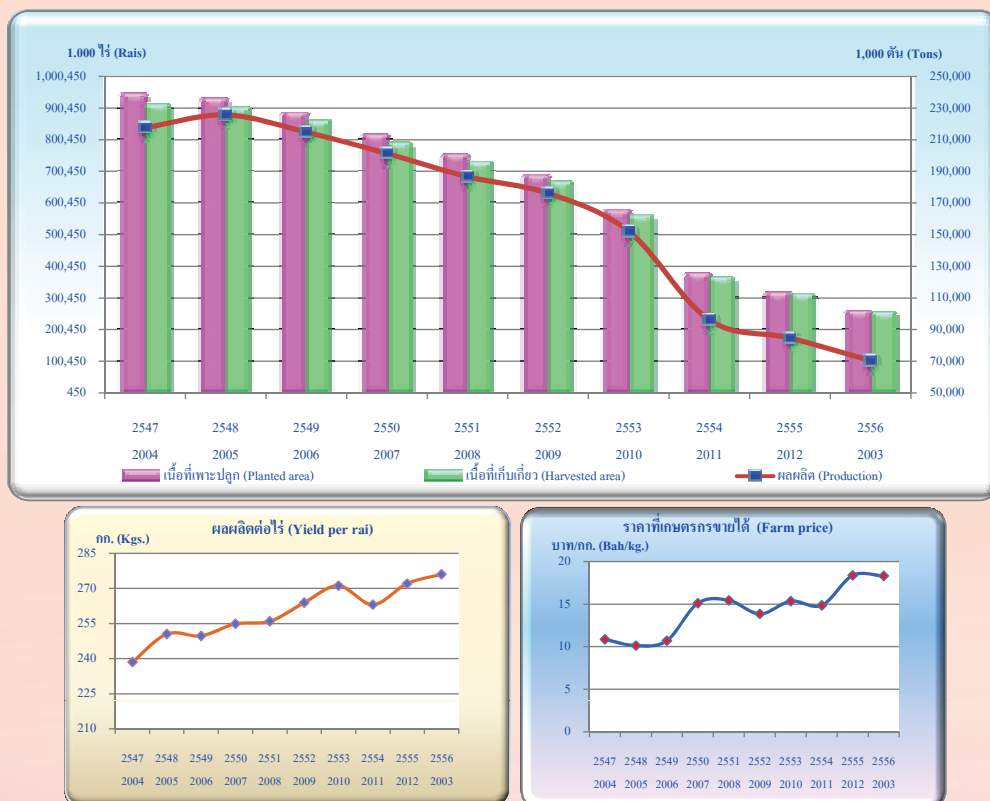 1.000 ไร่ (Rais)
1,000 ตัน (Tons)
1,000,450
900,450
800,450
700,450
600,450
500,450
400,450
300,450
200,450
100,450
450
250,000
230,000
210,000
190,000
170,000
150,000
130,000
110,000
90,000
70,000
50,000
2547 2548 2549 2550 2551 2552 2553 2554 2555 2556
2004 2005 2006 2007 2008 2009 2010 2011 2012 2003
เนื้อที่เพาะปลูก (Planted area) เนื้อที่เก็บเกี่ยว (Harvested area) ผลผลิต (Production)
ผลผลิตต่อไร่ (Yield per rai)
กก. (Kgs.)
285
270
255
240
225
210
2547 2548 2549 2550 2551 2552 2553 2554 2555 2556
2004 2005 2006 2007 2008 2009 2010 2011 2012 2003
ราคาที่เกษตรกรขายได้ (Farm price)
บาท/กก. (Bah/kg.)
20
15
10
5
0
2547 2548 2549 2550 2551 2552 2553 2554 2555 2556
2004 2005 2006 2007 2008 2009 2010 2011 2012 2003